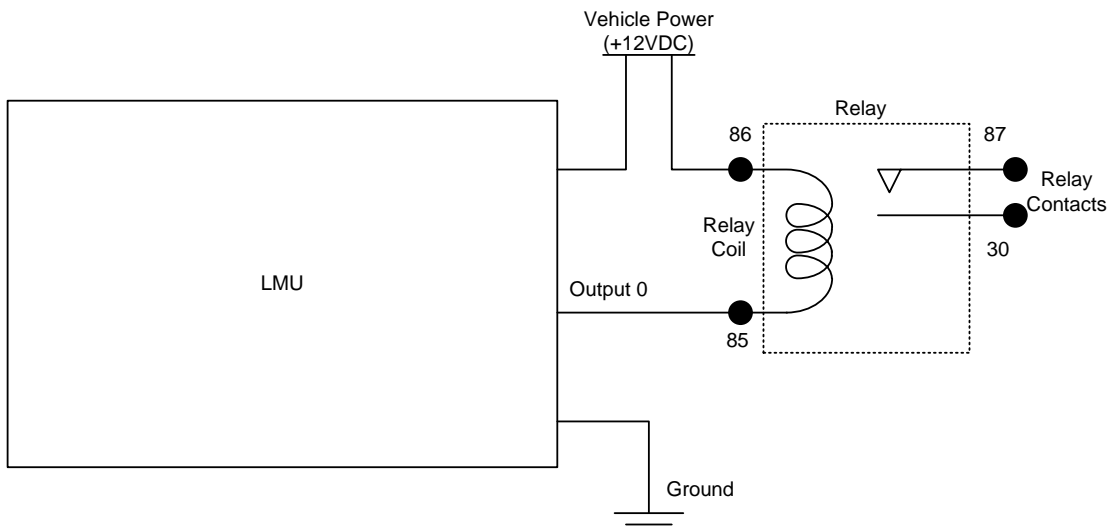 Vehicle Power
(+12VDC)
Relay
86
87
Relay
Contacts
Relay
Coil
30
LMU
Output 0
85
Ground